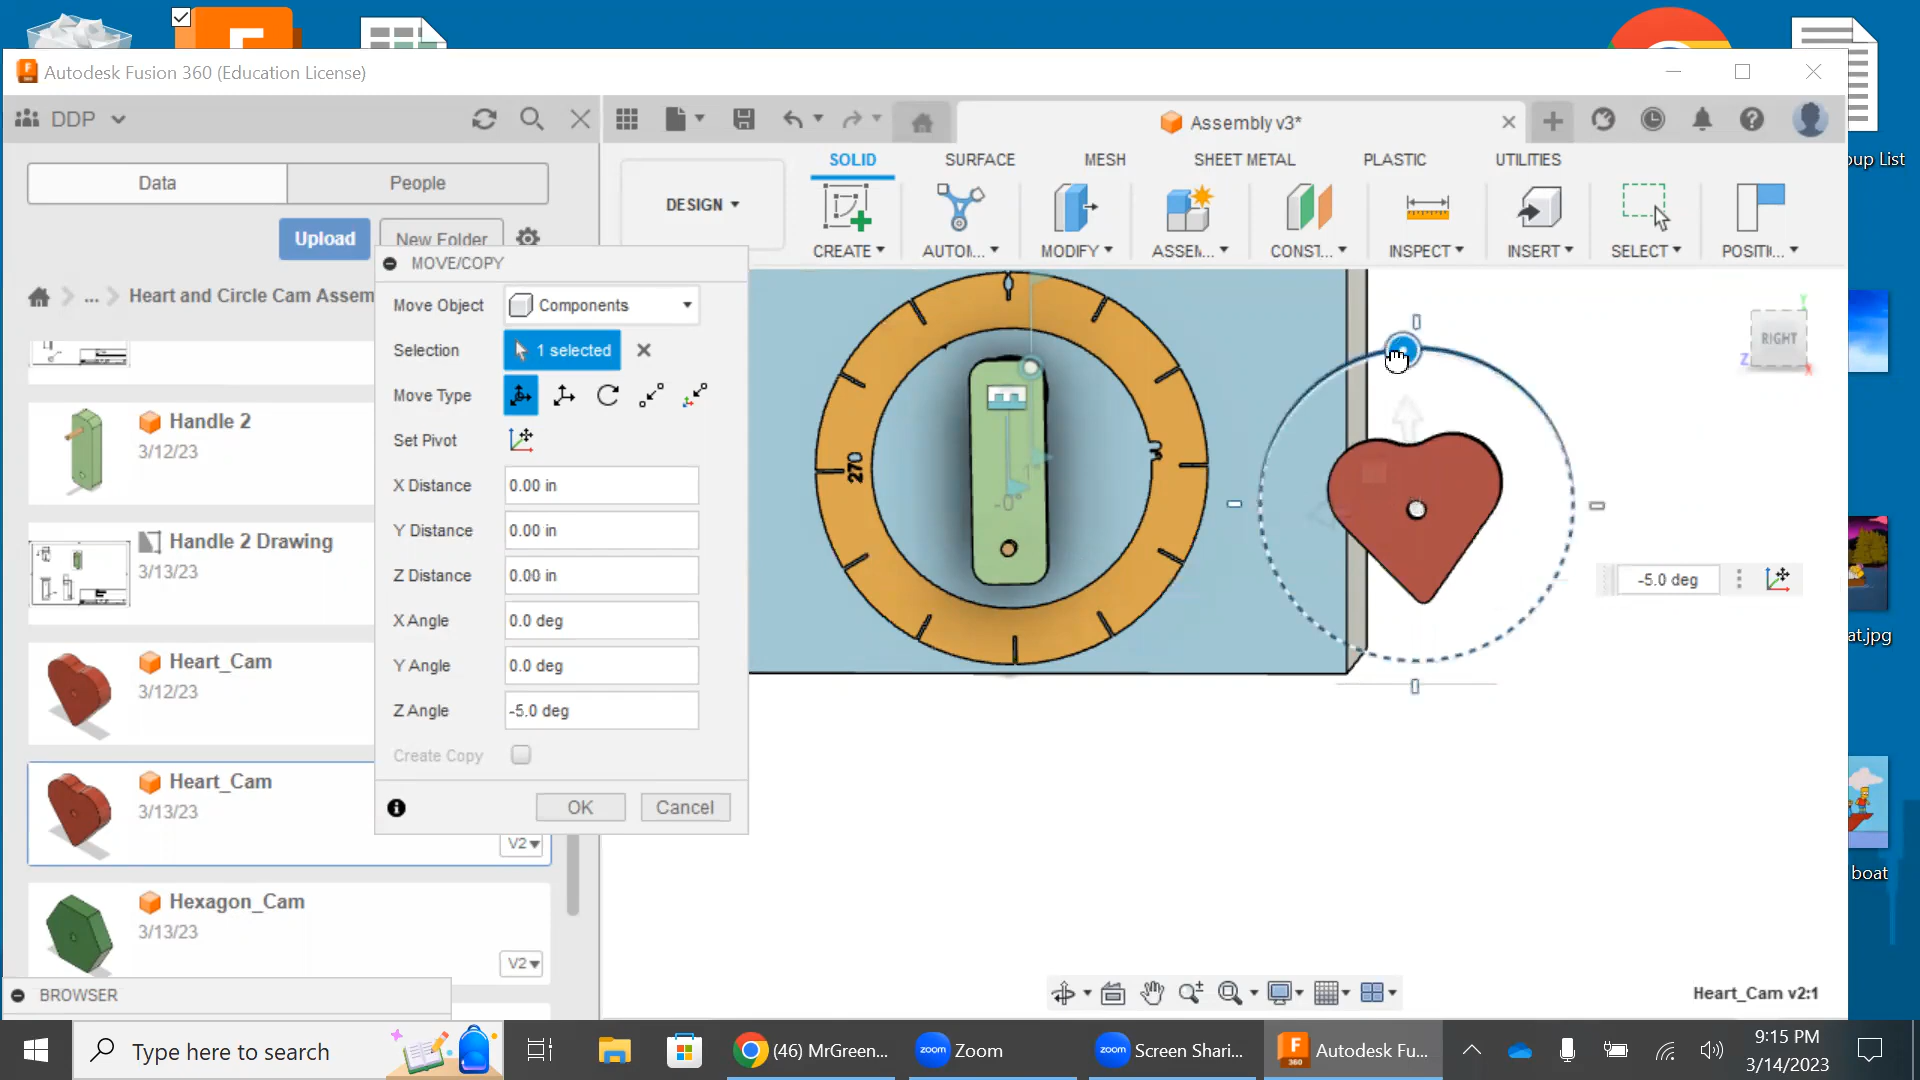 Autodesk Fusion 360 (Education License)
DDP
Assembly v3*
Data
People
Upload
New Folder
...
Heart and Circle Cam Assem
Handle 2
3/12/23
Handle 2 Drawing
3/13/23
Heart_Cam
3/12/23
Heart_Cam
3/13/23
V2
Hexagon_Cam
3/13/23
V2
BROWSER
DESIGN
SOLID
SURFACE
MESH
SHEET METAL
PLASTIC
UTILITIES
CREATE
AUTOM...
MODIFY
ASSEM...
CONST...
INSPECT
INSERT
SELECT
POSITI...
MOVE/COPY
Move Object
Components
Selection
1 selected
Move Type
Set Pivot
X Distance
0.00 in
Y Distance
0.00 in
Z Distance
0.00 in
X Angle
0.0 deg
Y Angle
0.0 deg
Z Angle
-5.0 deg
Create Copy
OK
Cancel
270
-5.0 deg
RIGHT
Y
Z
X
Heart_Cam v2:1
oup List
at.jpg
boat
Type here to search
(46) MrGreen...
zoom
Zoom
zoom
Screen Shari...
F
360
Autodesk Fu...
9:15 PM
3/14/2023